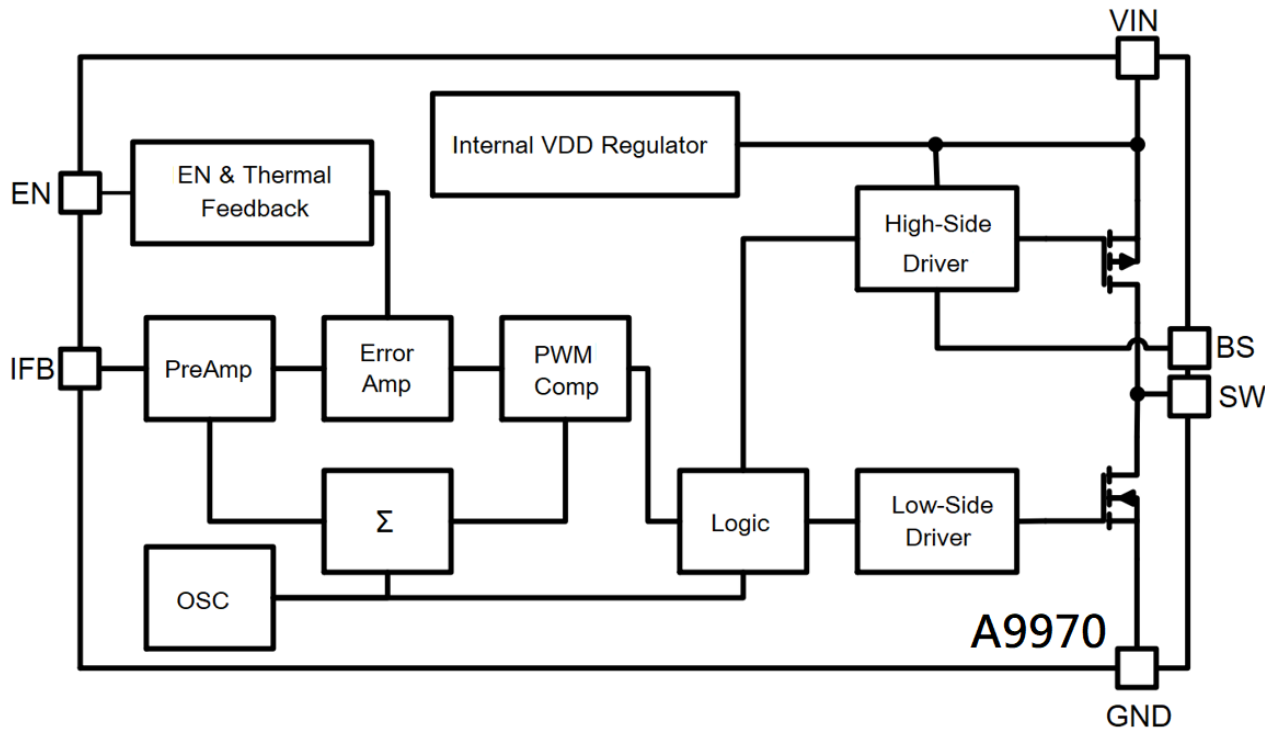 VIN
Internal VDD Regulator
EN
EN & Thermal
Feedback
High-Side
Driver
IFB
PreAmp
Error
Amp
PWM
Comp
BS
SW
Σ
Logic
Low-Side
Driver
OSC
A9970
GND